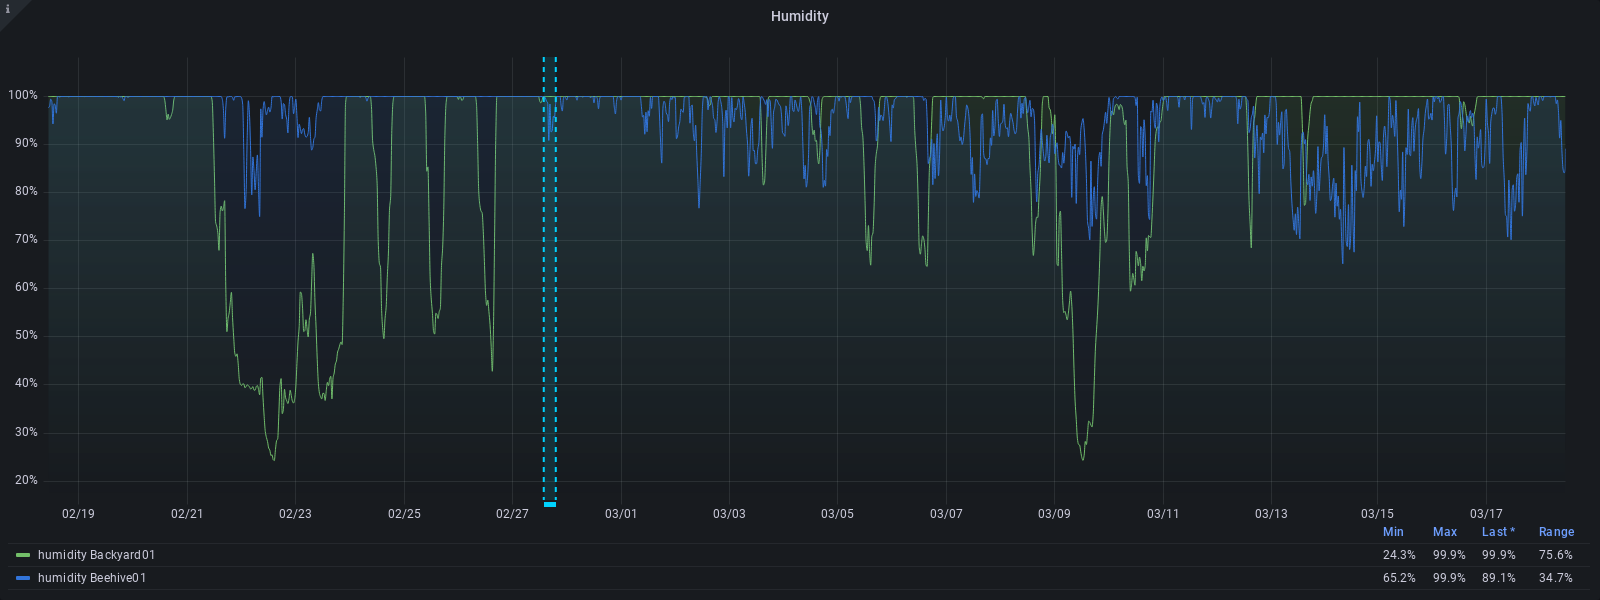 i
Humidity
100%
90%
80%
70%
60%
50%
40%
30%
20%
02/19 02/21 02/23 02/25 02/27 03/01 03/03 03/05 03/07 03/09 03/11 03/13 03/15 03/17
Min Max Last * Range
humidity Backyard01 24.3% 99.9% 99.9% 75.6%
humidity Beehive01 65.2% 99.9% 89.1% 34.7%